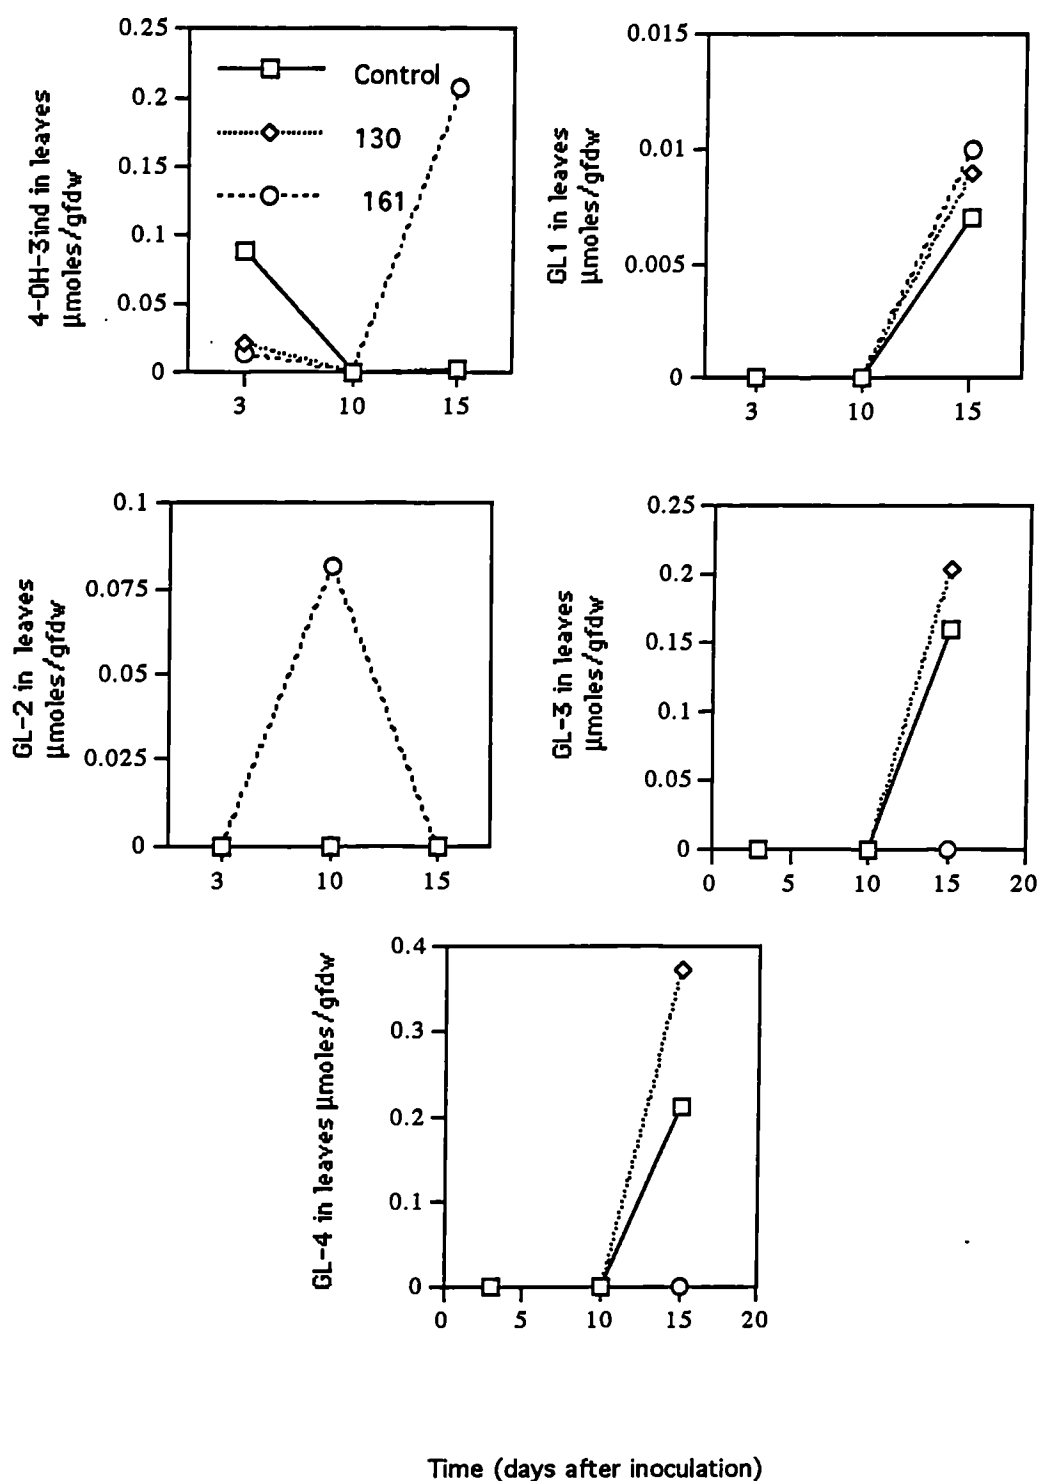 4-OH-3ind in leaves
µmoles/gfdw
0.25
0.2
0.15
0.1
0.05
0
Control
130
161
3 10 15
GL1 in leaves
µmoles/gfdw
0.015
0.01
0.005
0
3 10 15
GL-2 in leaves
µmoles/gfdw
0.1
0.075
0.05
0.025
0
3 10 15
GL-3 in leaves
µmoles/gfdw
0.25
0.2
0.15
0.1
0.05
0
0 5 10 15 20
GL-4 in leaves µmoles/gfdw
0.4
0.3
0.2
0.1
0
0 5 10 15 20
Time (days after inoculation)